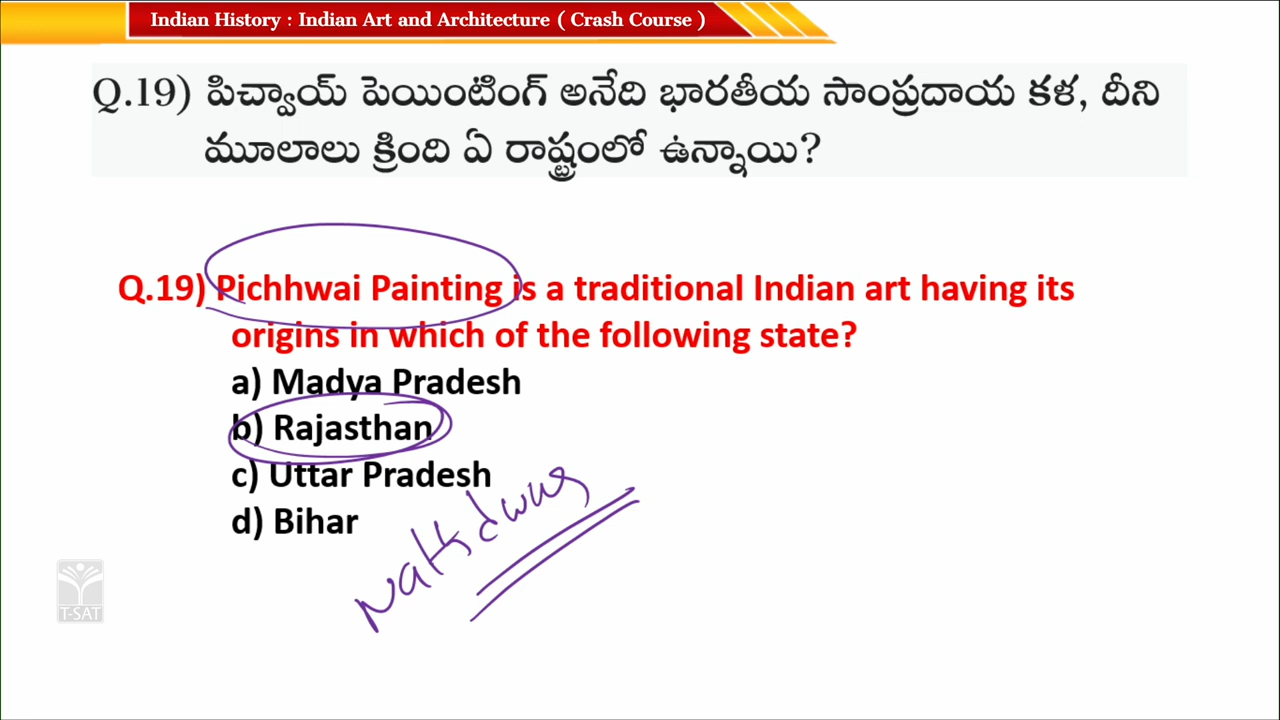 Indian History : Indian Art and Architecture ( Crash Course )
Q.19) పిచ్వాయ్ పెయింటింగ్ అనేది భారతీయ సాంప్రదాయ కళ, దీని
మూలాలు క్రింది ఏ రాష్ట్రంలో ఉన్నాయి?
Q.19) Pichhwai Painting is a traditional Indian art having its
origins in which of the following state?
a) Madya Pradesh
b) Rajasthan
c) Uttar Pradesh
d) Bihar
T-SAT